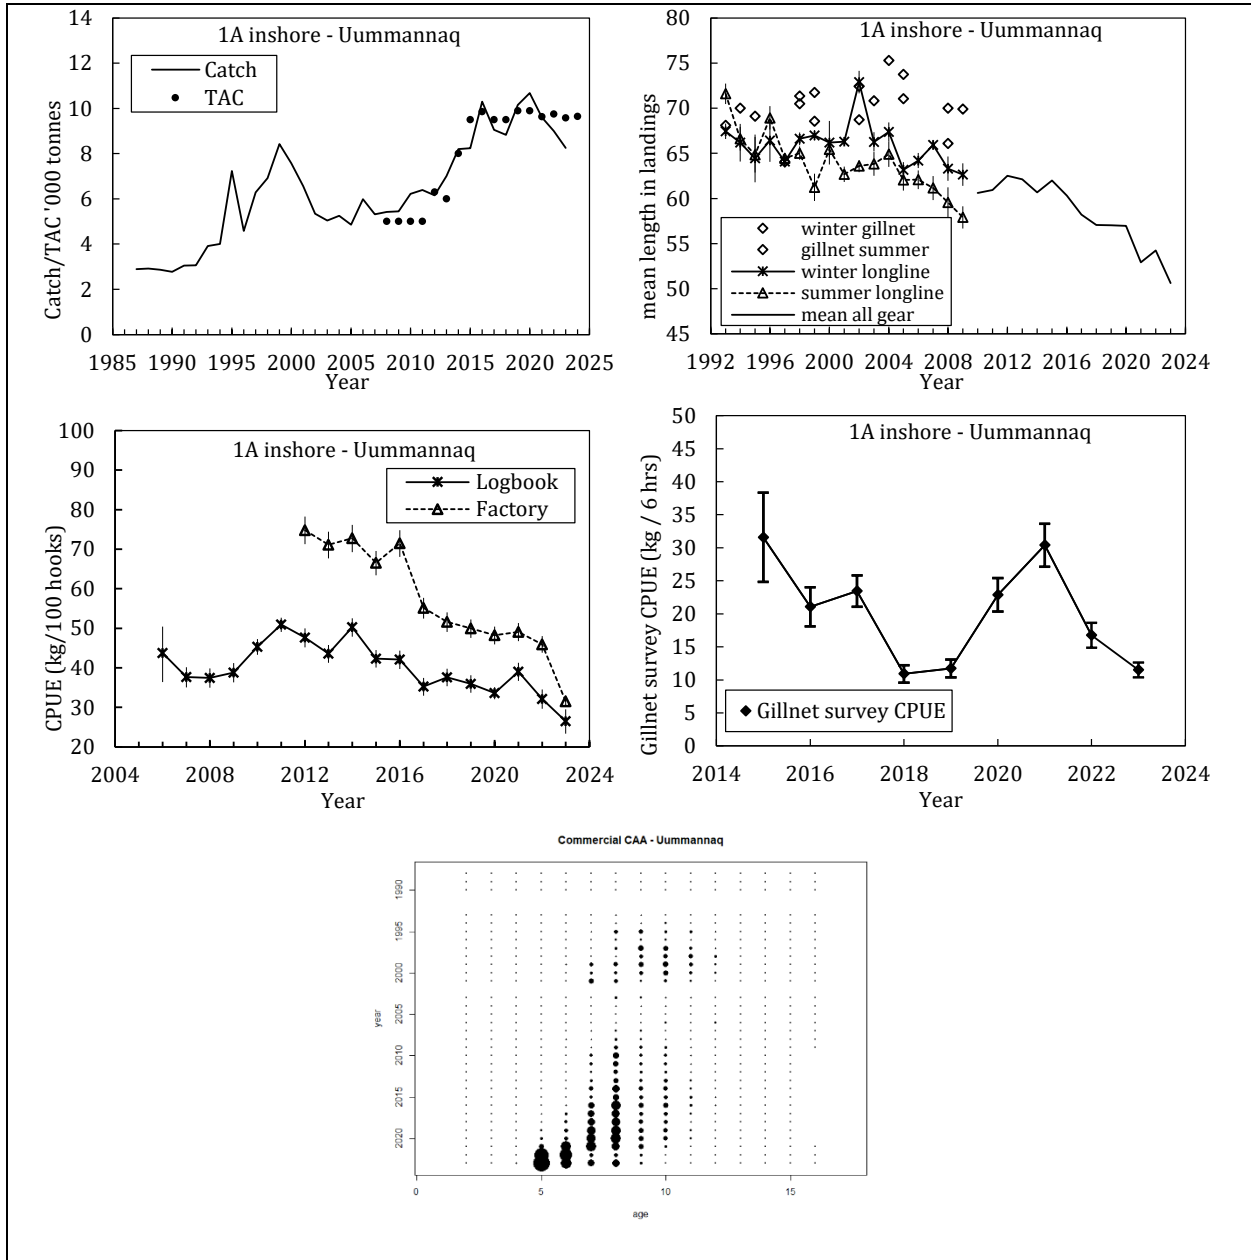 1A inshore - Uummannaq
Catch
TAC
Catch/TAC '000 tonnes
14
12
10
8
6
4
2
0
1985 1990 1995 2000 2005 2010 2015 2020 2025
Year
1A inshore - Uummannaq
mean length in landings
80
75
70
65
60
55
50
45
winter gillnet
gillnet summer
winter longline
summer longline
mean all gear
1992 1996 2000 2004 2008 2012 2016 2020 2024
Year
1A inshore - Uummannaq
Logbook
Factory
CPUE (kg/100 hooks)
100
90
80
70
60
50
40
30
20
2004 2008 2012 2016 2020 2024
Year
1A inshore - Uummannaq
Gillnet survey CPUE (kg / 6 hrs)
50
45
40
35
30
25
20
15
10
5
0
Gillnet survey CPUE
2014 2016 2018 2020 2022 2024
Year
Commercial CAA - Uummannaq
year
1990
1995
2000
2005
2010
2015
2020
0 5 10 15
age